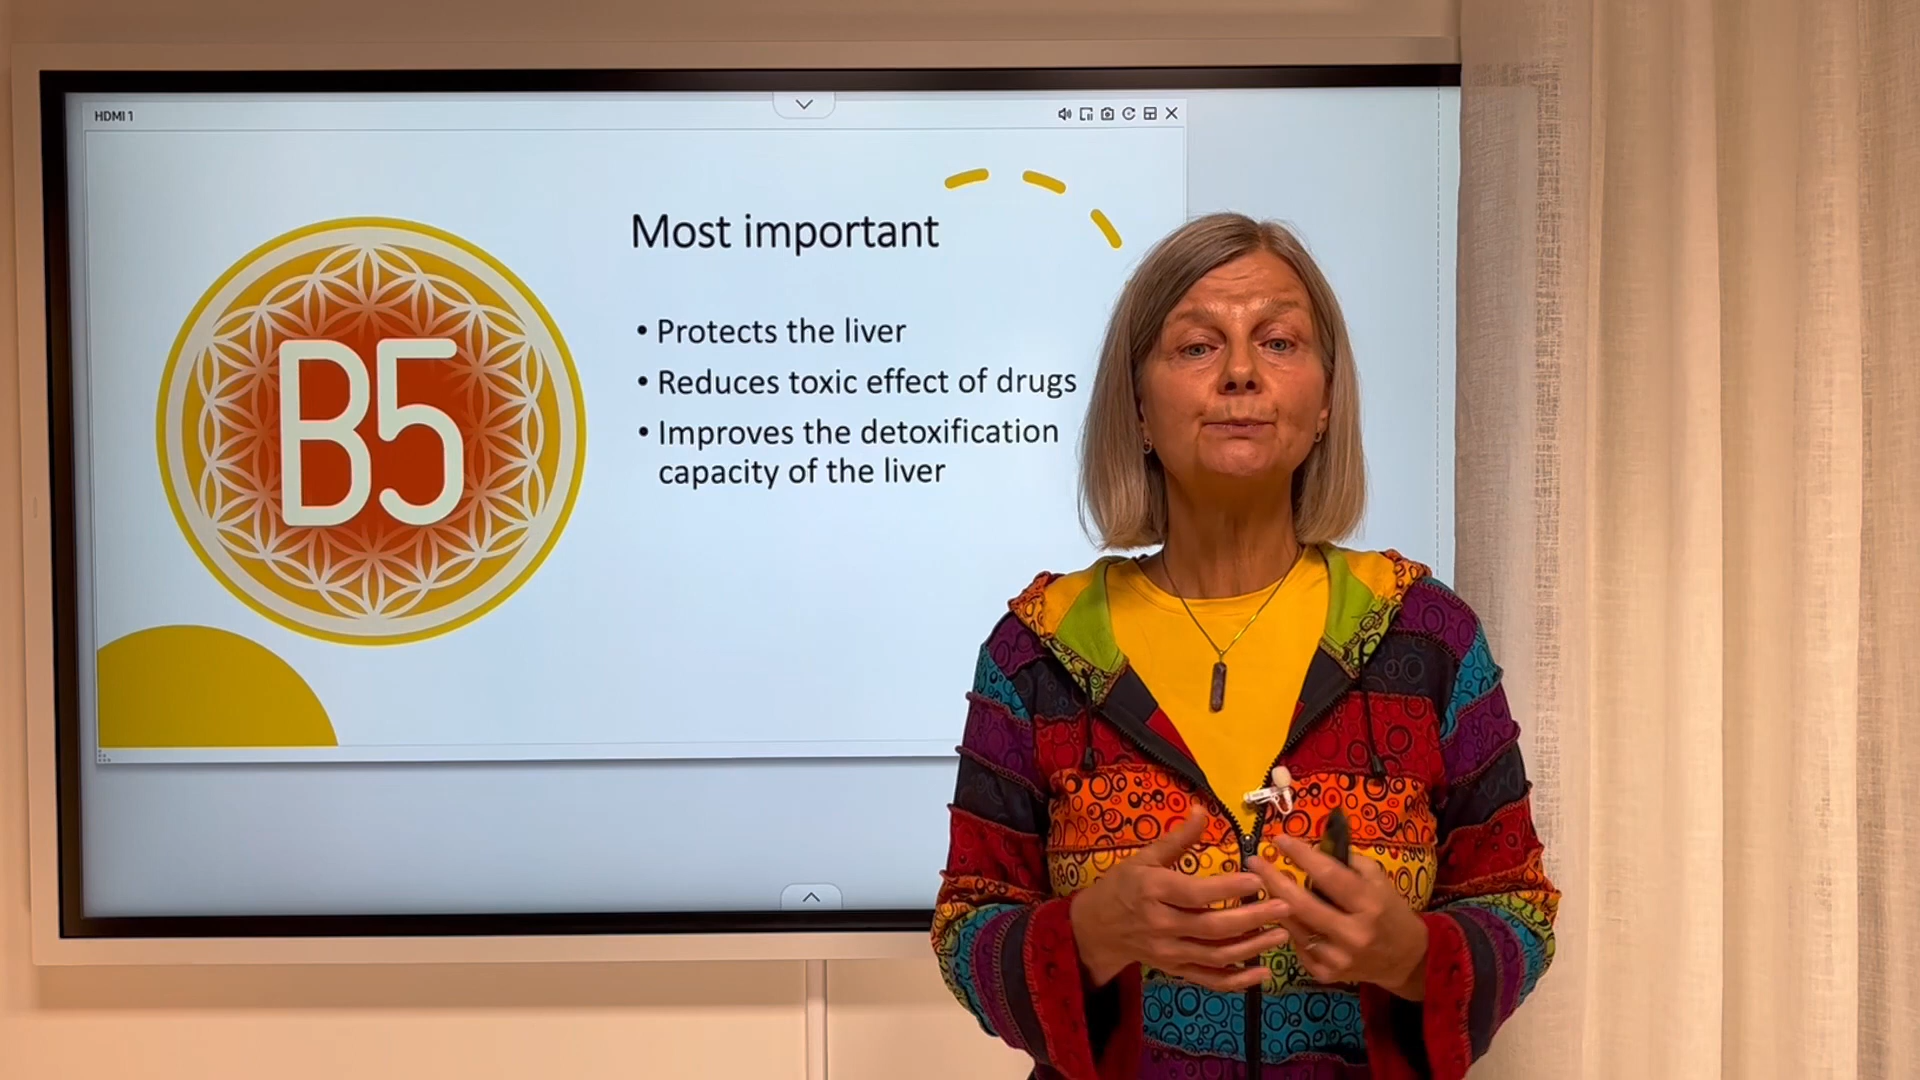 HDMI 1
Most important
B5
• Protects the liver
• Reduces toxic effect of drugs
• Improves the detoxification
capacity of the liver